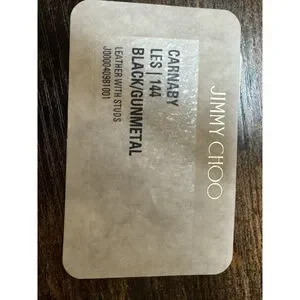 JIMMY CHOO
CARNABY
LES | 144
BLACK/GUNMETAL
LEATHER WITH STUDS
J000040981001